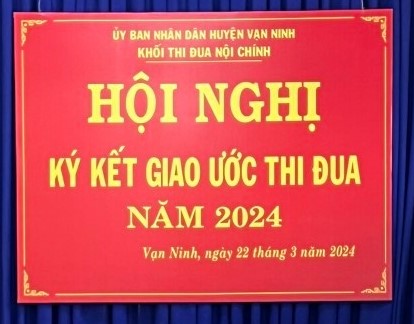 ỦY BAN NHÂN DÂN HUYỆN VẠN NINH
KHỐI THI ĐUA NỘI CHÍNH
HỘI NGHỊ
KÝ KẾT GIAO ƯỚC THI ĐUA
NĂM 2024
Vạn Ninh, ngày 22 tháng 3 năm 2024